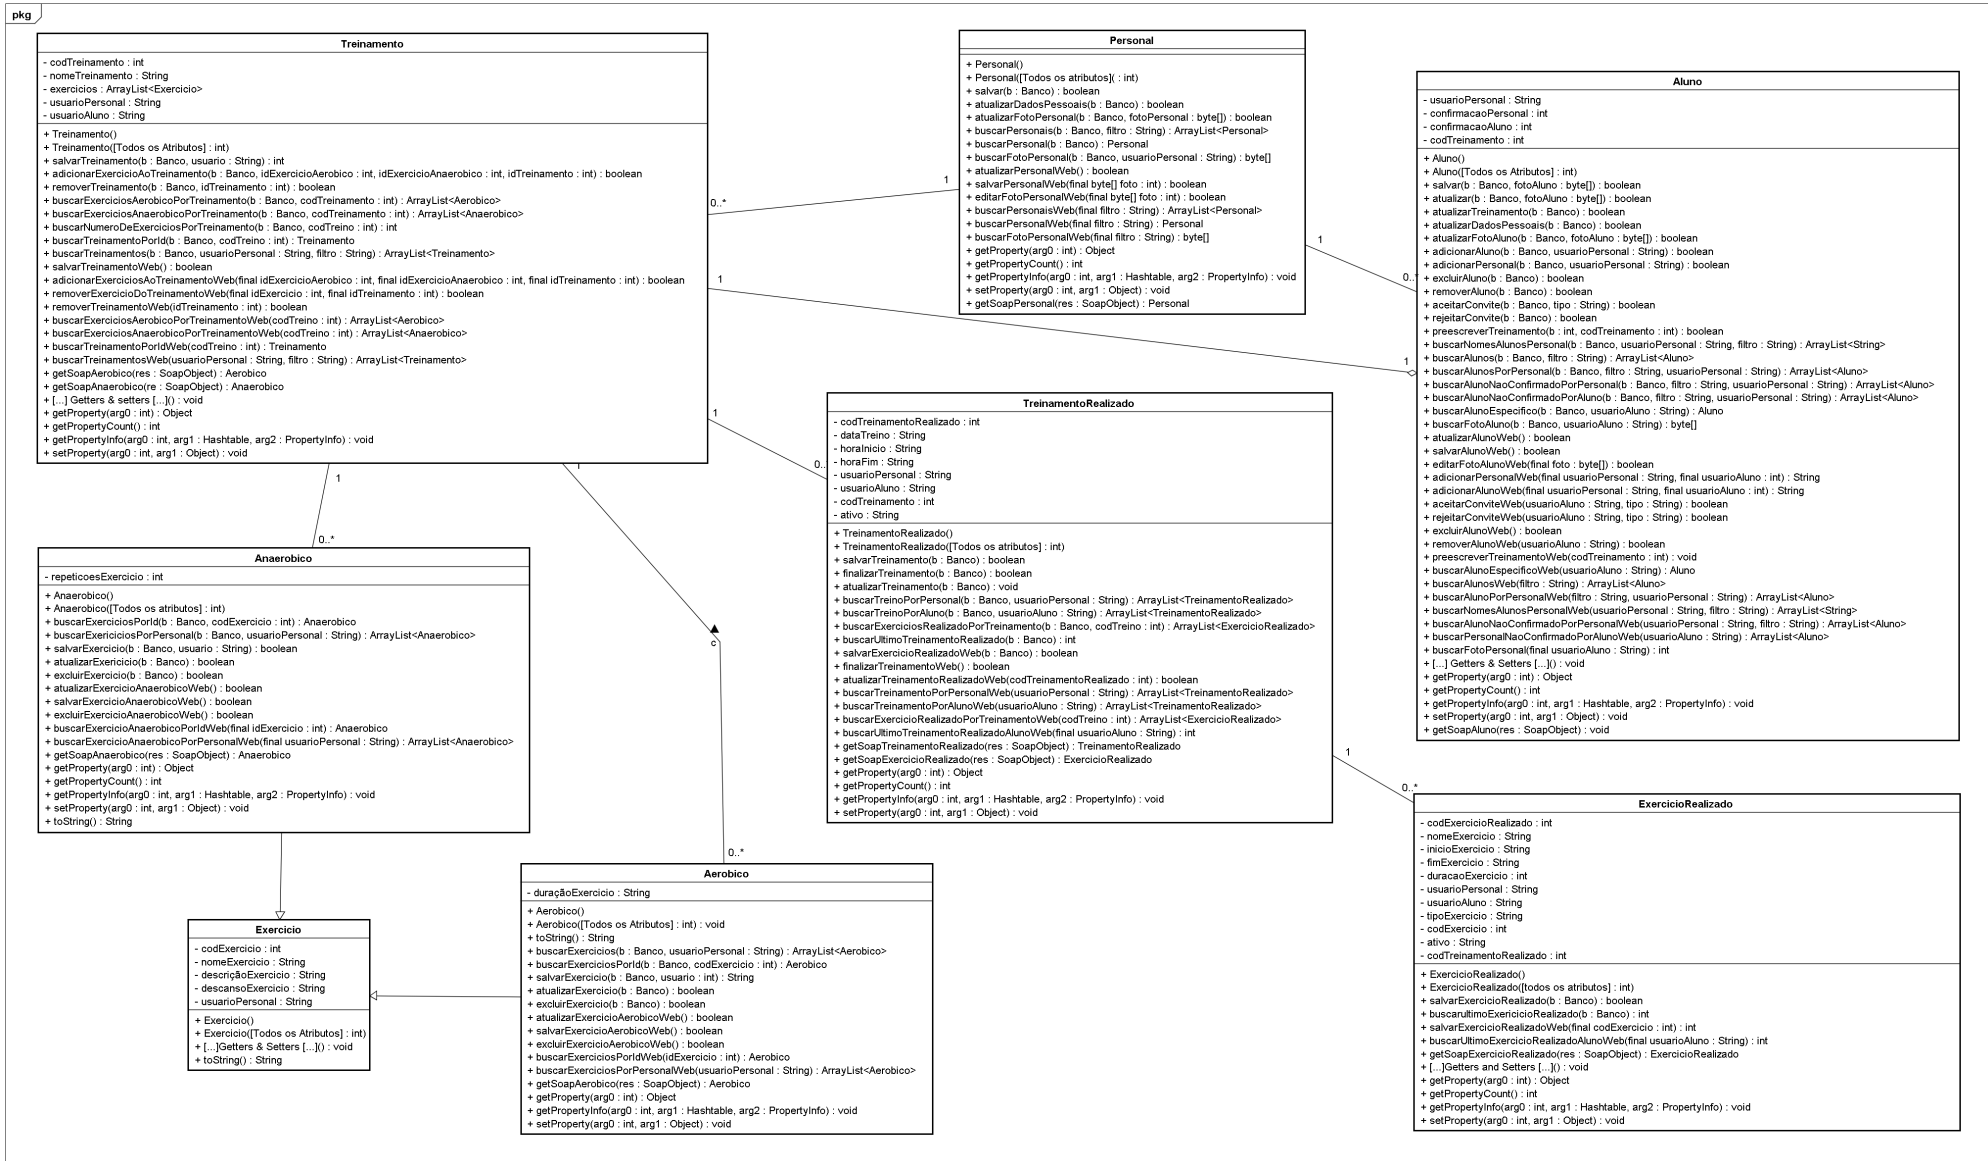 pkg
Treinamento
- codTreinamento : int
- nomeTreinamento : String
- exercicios : ArrayList<Exercicio>
- usuarioPersonal : String
- usuarioAluno : String
+ Treinamento()
+ Treinamento([Todos os Atributos] : int)
+ salvarTreinamento(b : Banco, usuario : String) : int
+ adicionarExercicioAoTreinamento(b : Banco, idExercicioAerobico : int, idExercicioAnaerobico : int, idTreinamento : int) : boolean
+ removerTreinamento(b : Banco, idTreinamento : int) : boolean
+ buscarExerciosAerobicoPorTreinamento(b : Banco, codTreinamento : int) : ArrayList<Aerobico>
+ buscarExerciciosAnaerobicoPorTreinamento(b : Banco, codTreinamento : int) : ArrayList<Anaerobico>
+ buscarNumeroDeExerciciosPorTreinamento(b : Banco, codTreino : int) : int
+ buscarTreinamentoPorId(b : Banco, codTreino : int) : Treinamento
+ buscarTreinamentos(b : Banco, usuarioPersonal : String, filtro : String) : ArrayList<Treinamento>
+ salvarTreinamentoWeb() : boolean
+ adicionarExerciciosAoTreinamentoWeb(final idExercicioAerobico : int, final idExercicioAnaerobico : int, final idTreinamento : int) : boolean
+ removerExercicioDoTreinamentoWeb(final idExercicio : int, final idTreinamento : int) : boolean
+ removerTreinamentoWeb(idTreinamento : int) : boolean
+ buscarExerciciosAerobicoPorTreinamentoWeb(codTreino : int) : ArrayList<Aerobico>
+ buscarExerciciosAnaerobicoPorTreinamentoWeb(codTreino : int) : ArrayList<Anaerobico>
+ buscarTreinamentoPorIdWeb(codTreino : int) : Treinamento
+ buscarTreinamentosWeb(usuarioPersonal : String, filtro : String) : ArrayList<Treinamento>
+ getSoapAerobico(res : SoapObject) : Aerobico
+ getSoapAnaerobico(re : SoapObject) : Anaerobico
+ [...] Getters & setters [...]() : void
+ getProperty(arg0 : int) : Object
+ getPropertyCount() : int
+ getPropertyInfo(arg0 : int, arg1 : Hashtable, arg2 : PropertyInfo) : void
+ setProperty(arg0 : int, arg1 : Object) : void
Personal
+ Personal()
+ Personal([Todos os atributos]( : int)
+ salvar(b : Banco) : boolean
+ atualizarDadosPessoais(b : Banco) : boolean
+ atualizarFotoPersonal(b : Banco, fotoPersonal : byte[]) : boolean
+ buscarPersonais(b : Banco, filtro : String) : ArrayList<Personal>
+ buscarPersonal(b : Banco) : Personal
+ buscarFotoPersonal(b : Banco, usuarioPersonal : String) : byte[]
+ atualizarPersonalWeb() : boolean
+ salvarPersonalWeb(final byte[] foto : int) : boolean
+ editarFotoPersonalWeb(final byte[] foto : int) : boolean
+ buscarPersonaisWeb(final filtro : String) : ArrayList<Personal>
+ buscarPersonalWeb(final filtro : String) : Personal
+ buscarFotoPersonalWeb(final filtro : String) : byte[]
+ getProperty(arg0 : int) : Object
+ getPropertyCount() : int
+ getPropertyInfo(arg0 : int, arg1 : Hashtable, arg2 : PropertyInfo) : void
+ setProperty(arg0 : int, arg1 : Object) : void
+ getSoapPersonal(res : SoapObject) : Personal
Aluno
- usuarioPersonal : String
- confirmacaoPersonal : int
- confirmacaoAluno : int
- codTreinamento : int
+ Aluno()
+ Aluno([Todos os Atributos] : int)
+ salvar(b : Banco, fotoAluno : byte[]) : boolean
+ atualizar(b : Banco, fotoAluno : byte[]) : boolean
+ atualizarTreinamento(b : Banco) : boolean
+ atualizarDadosPessoais(b : Banco) : boolean
+ atualizarFotoAluno(b : Banco, fotoAluno : byte[]) : boolean
+ adicionarAluno(b : Banco, usuarioPersonal : String) : boolean
+ adicionarPersonal(b : Banco, usuarioPersonal : String) : boolean
+ excluirAluno(b : Banco) : boolean
+ removerAluno(b : Banco) : boolean
+ aceitarConvite(b : Banco, tipo : String) : boolean
+ rejeitarConvite(b : Banco) : boolean
+ preescreverTreinamento(b : int, codTreinamento : int) : boolean
+ buscarNomesAlunosPersonal(b : Banco, usuarioPersonal : String, filtro : String) : ArrayList<String>
+ buscarAlunos(b : Banco, filtro : String) : ArrayList<Aluno>
+ buscarAlunosPorPersonal(b : Banco, filtro : String, usuarioPersonal : String) : ArrayList<Aluno>
+ buscarAlunoNaoConfirmadoPorPersonal(b : Banco, filtro : String, usuarioPersonal : String) : ArrayList<Aluno>
+ buscarAlunoNaoConfirmadoPorAluno(b : Banco, filtro : String, usuarioPersonal : String) : ArrayList<Aluno>
+ buscarAlunoEspecifico(b : Banco, usuarioAluno : String) : Aluno
+ buscarFotoAluno(b : Banco, usuarioAluno : String) : byte[]
+ atualizarAlunoWeb() : boolean
+ salvarAlunoWeb() : boolean
+ editarFotoAlunoWeb(final foto : byte[]) : boolean
+ adicionarPersonalWeb(final usuarioPersonal : String, final usuarioAluno : int) : String
+ adicionarAlunoWeb(final usuarioPersonal : String, final usuarioAluno : int) : String
+ aceitarConviteWeb(usuarioAluno : String, tipo : String) : boolean
+ rejeitarConviteWeb(usuarioAluno : String, tipo : String) : boolean
+ excluirAlunoWeb() : boolean
+ removerAlunoWeb(usuarioAluno : String) : boolean
+ preescreverTreinamentoWeb(codTreinamento : int) : void
+ buscarAlunoEspecificoWeb(usuarioAluno : String) : Aluno
+ buscarAlunosWeb(filtro : String) : ArrayList<Aluno>
+ buscarAlunoPorPersonalWeb(filtro : String, usuarioPersonal : String) : ArrayList<Aluno>
+ buscarNomesAlunosPersonalWeb(usuarioPersonal : String, filtro : String) : ArrayList<String>
+ buscarAlunoNaoConfirmadoPorPersonalWeb(usuarioPersonal : String, filtro : String) : ArrayList<Aluno>
+ buscarPersonalNaoConfirmadoPorAlunoWeb(usuarioAluno : String) : ArrayList<Aluno>
+ buscarFotoPersonal(final usuarioAluno : String) : int
+ [...] Getters & Setters [...]() : void
+ getProperty(arg0 : int) : Object
+ getPropertyCount() : int
+ getPropertyInfo(arg0 : int, arg1 : Hashtable, arg2 : PropertyInfo) : void
+ setProperty(arg0 : int, arg1 : Object) : void
+ getSoapAluno(res : SoapObject) : void
1
0..*
1
0..*
1
1
1
0..
1
0..*
1
c
0..*
1
0..*
TreinamentoRealizado
- codTreinamentoRealizado : int
- dataTreino : String
- horaInicio : String
- horaFim : String
- usuarioPersonal : String
- usuarioAluno : String
- codTreinamento : int
- ativo : String
+ TreinamentoRealizado()
+ TreinamentoRealizado([Todos os atributos] : int)
+ salvarTreinamento(b : Banco) : boolean
+ finalizarTreinamento(b : Banco) : boolean
+ atualizarTreinamento(b : Banco) : void
+ buscarTreinoPorPersonal(b : Banco, usuarioPersonal : String) : ArrayList<TreinamentoRealizado>
+ buscarTreinoPorAluno(b : Banco, usuarioAluno : String) : ArrayList<TreinamentoRealizado>
+ buscarExerciciosRealizadoPorTreinamento(b : Banco, codTreino : int) : ArrayList<ExercicioRealizado>
+ buscarUltimoTreinamentoRealizado(b : Banco) : int
+ salvarExercicioRealizadoWeb(b : Banco) : boolean
+ finalizarTreinamentoWeb() : boolean
+ atualizarTreinamentoRealizadoWeb(codTreinamentoRealizado : int) : boolean
+ buscarTreinamentoPorPersonalWeb(usuarioPersonal : String) : ArrayList<TreinamentoRealizado>
+ buscarTreinamentoPorAlunoWeb(usuarioAluno : String) : ArrayList<TreinamentoRealizado>
+ buscarExercicioRealizadoPorTreinamentoWeb(codTreino : int) : ArrayList<ExercicioRealizado>
+ buscarUltimoTreinamentoRealizadoAlunoWeb(final usuarioAluno : String) : int
+ getSoapTreinamentoRealizado(res : SoapObject) : TreinamentoRealizado
+ getSoapExercicioRealizado(res : SoapObject) : ExercicioRealizado
+ getProperty(arg0 : int) : Object
+ getPropertyCount() : int
+ getPropertyInfo(arg0 : int, arg1 : Hashtable, arg2 : PropertyInfo) : void
+ setProperty(arg0 : int, arg1 : Object) : void
Anaerobico
- repeticoesExercicio : int
+ Anaerobico()
+ Anaerobico([Todos os atributos] : int)
+ buscarExerciciosPorId(b : Banco, codExercicio : int) : Anaerobico
+ buscarExericiciosPorPersonal(b : Banco, usuarioPersonal : String) : ArrayList<Anaerobico>
+ salvarExercicio(b : Banco, usuario : String) : boolean
+ atualizarExercicio(b : Banco) : boolean
+ excluirExercicio(b : Banco) : boolean
+ atualizarExercicioAnaerobicoWeb() : boolean
+ salvarExercicioAnaerobicoWeb() : boolean
+ excluirExercicioAnaerobicoWeb() : boolean
+ buscarExercicioAnaerobicoPorIdWeb(final idExercicio : int) : Anaerobico
+ buscarExercicioAnaerobicoPorPersonalWeb(final usuarioPersonal : String) : ArrayList<Anaerobico>
+ getSoapAnaerobico(res : SoapObject) : Anaerobico
+ getProperty(arg0 : int) : Object
+ getPropertyCount() : int
+ getPropertyInfo(arg0 : int, arg1 : Hashtable, arg2 : PropertyInfo) : void
+ setProperty(arg0 : int, arg1 : Object) : void
+ toString() : String
Exercicio
- codExercicio : int
- nomeExercicio : String
- descriçãoExercicio : String
- descansoExercicio : String
- usuarioPersonal : String
+ Exercicio()
+ Exercicio([Todos os Atributos] : int)
+ [...]Getters & Setters [...]() : void
+ toString() : String
Aerobico
- duraçãoExercicio : String
+ Aerobico()
+ Aerobico([Todos os Atributos] : int) : void
+ toString() : String
+ buscarExercicios(b : Banco, usuarioPersonal : String) : ArrayList<Aerobico>
+ buscarExerciciosPorId(b : Banco, codExercicio : int) : Aerobico
+ salvarExercicio(b : Banco, usuario : int) : String
+ atualizarExercicio(b : Banco) : boolean
+ excluirExercicio(b : Banco) : boolean
+ atualizarExercicioAerobicoWeb() : boolean
+ salvarExercicioAerobicoWeb() : boolean
+ excluirExercicioAerobicoWeb() : boolean
+ buscarExerciciosPorIdWeb(idExercicio : int) : Aerobico
+ buscarExerciciosPorPersonalWeb(usuarioPersonal : String) : ArrayList<Aerobico>
+ getSoapAerobico(res : SoapObject) : Aerobico
+ getProperty(arg0 : int) : Object
+ getPropertyInfo(arg0 : int, arg1 : Hashtable, arg2 : PropertyInfo) : void
+ setProperty(arg0 : int, arg1 : Object) : void
ExercicioRealizado
- codExercicioRealizado : int
- nomeExercicio : String
- inicioExercicio : String
- fimExercicio : String
- duracaoExercicio : int
- usuarioPersonal : String
- usuarioAluno : String
- tipoExercicio : String
- codExercicio : int
- ativo : String
- codTreinamentoRealizado : int
+ ExercicioRealizado()
+ ExercicioRealizado([todos os atributos] : int)
+ salvarExercicioRealizado(b : Banco) : boolean
+ buscarultimoExericicioRealizado(b : Banco) : int
+ salvarExercicioRealizadoWeb(final codExercicio : int) : int
+ buscarUltimoExercicioRealizadoAlunoWeb(final usuarioAluno : String) : int
+ getSoapExercicioRealizado(res : SoapObject) : ExercicioRealizado
+ [...]Getters and Setters [...]() : void
+ getProperty(arg0 : int) : Object
+ getPropertyCount() : int
+ getPropertyInfo(arg0 : int, arg1 : Hashtable, arg2 : PropertyInfo) : void
+ setProperty(arg0 : int, arg1 : Object) : void